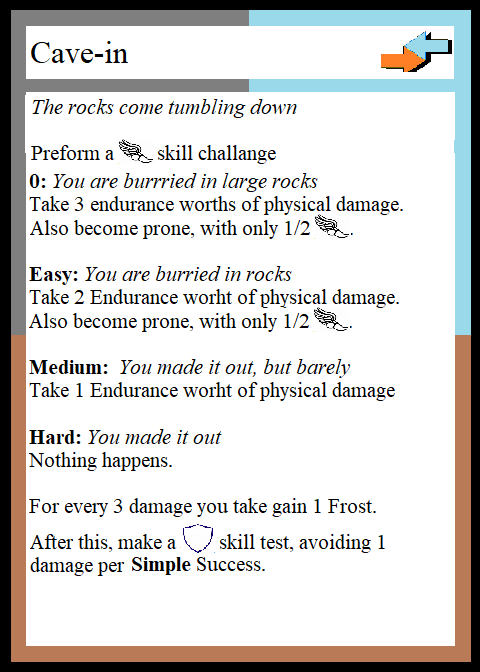 Cave-in
The rocks come tumbling down
Preform a skill challange
0: You are burrried in large rocks
Take 3 endurance worths of physical damage.
Also become prone, with only 1/2 .
Easy: You are burried in rocks
Take 2 Endurance worht of physical damage.
Also become prone, with only 1/2 .
Medium: You made it out, but barely
Take 1 Endurance worht of physical damage
Hard: You made it out
Nothing happens.
For every 3 damage you take gain 1 Frost.
After this, make a skill test, avoiding 1
damage per Simple Success.